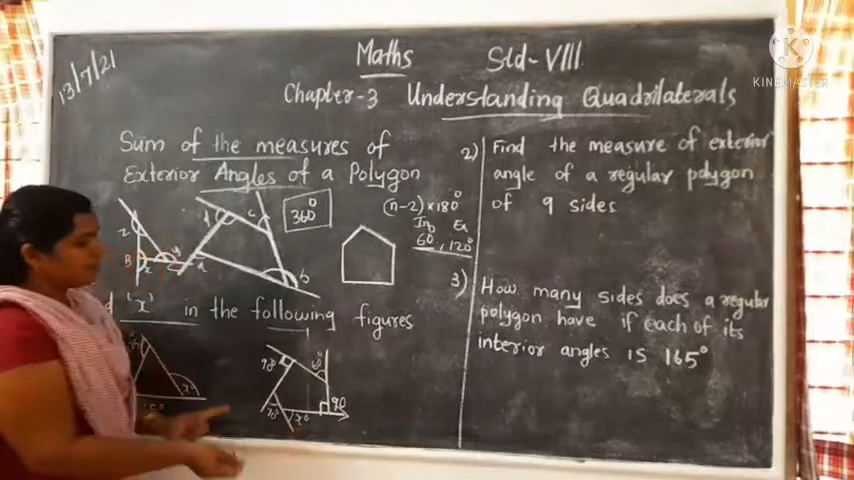 13/7/21
Maths Std-VIII
Chapter-3 Understanding Quadrilaterals
K
KINEMASTER
Sum of the measures of
Exterior Angles of a Polygon
360°
(n-2)×180°
Int Ex
60°, 120°
z
B
y
x
d
c
a
b
'x' in the following figures
x°
90
60°
70°
x°
90
2) Find the measure of exterior
angle of a regular polygon
of 9 sides
3) How many sides does a regular
polygon have if each of its
interior angles is 165°